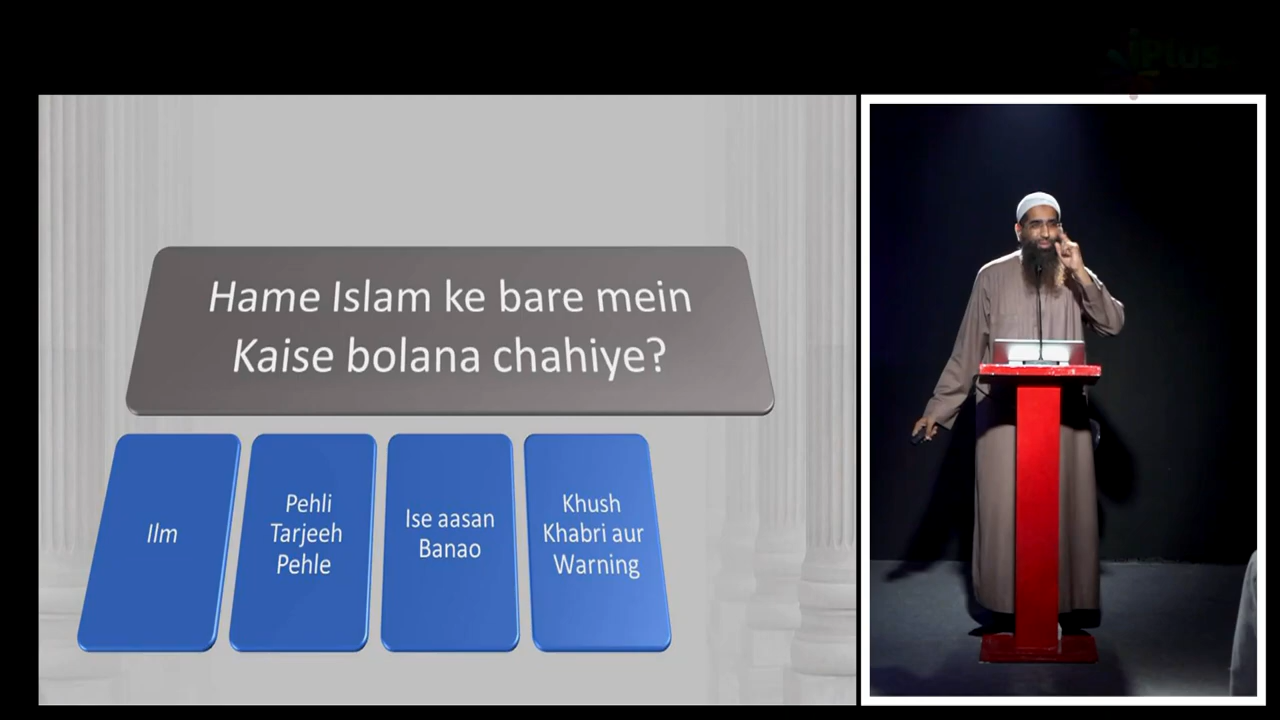 iPlus
Hame Islam ke bare mein
Kaise bolana chahiye?
Ilm
Pehli
Tarjeeh
Pehle
Ise aasan
Banao
Khush
Khabri aur
Warning